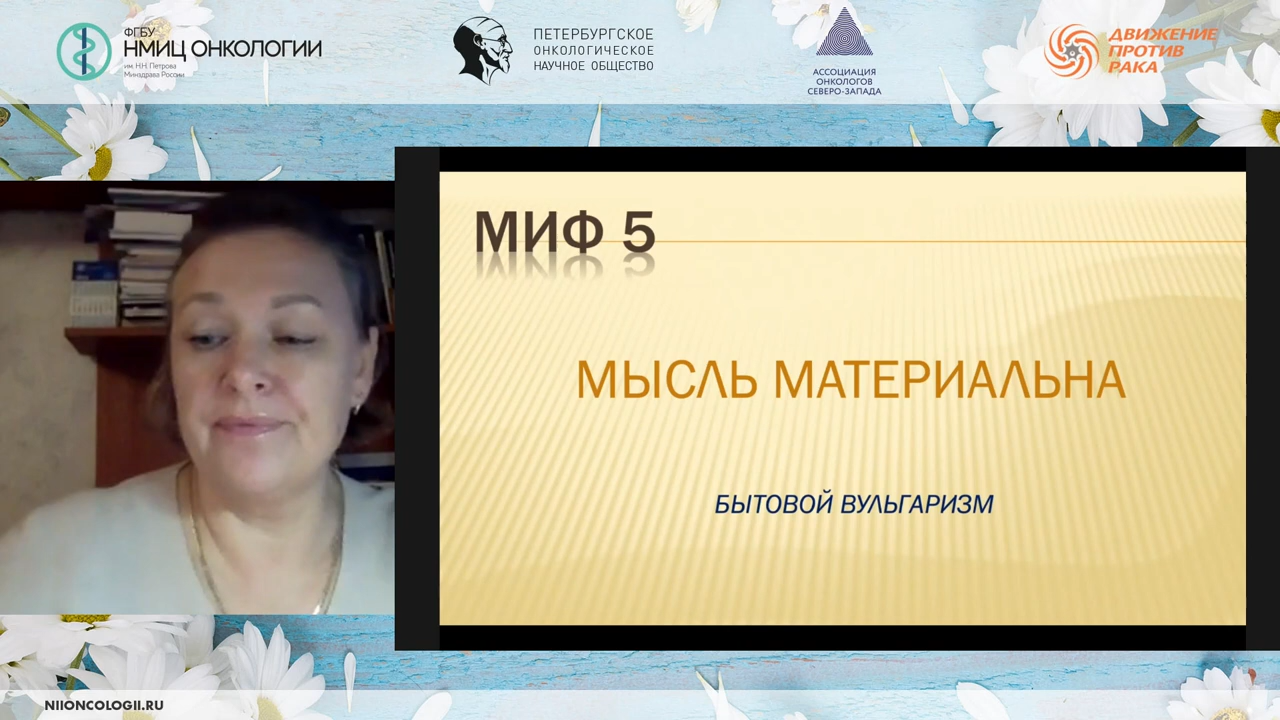 ФГБУ
НМИЦ ОНКОЛОГИИ
им. Н.Н. Петрова
Минздрава России
ПЕТЕРБУРГСКОЕ
ОНКОЛОГИЧЕСКОЕ
НАУЧНОЕ ОБЩЕСТВО
АССОЦИАЦИЯ
ОНКОЛОГОВ
СЕВЕРО-ЗАПАДА
ДВИЖЕНИЕ
ПРОТИВ
РАКА
МИФ 5
МЫСЛЬ МАТЕРИАЛЬНА
БЫТОВОЙ ВУЛЬГАРИЗМ
NIIONCOLOGII.RU